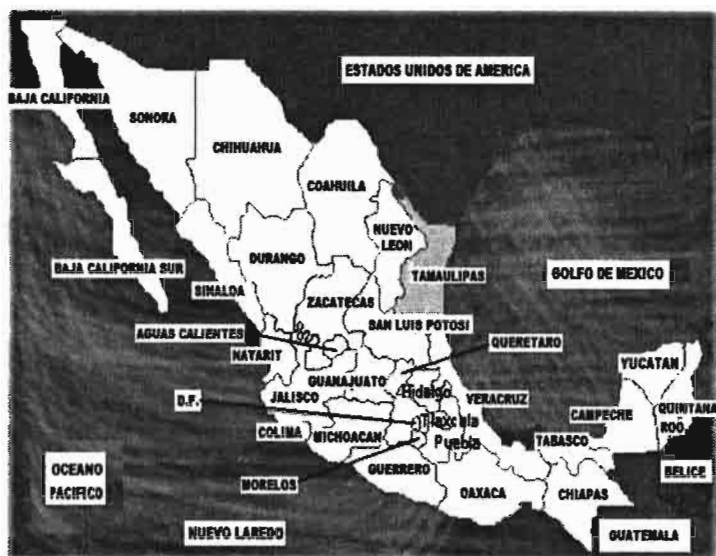 ESTADOS UNIDOS DE AMERICA
BAJA CALIFORNIA
SONORA
CHIHUAHUA
COAHUILA
NUEVO
LEON
BAJA CALIFORNIA SUR
DURANGO
TAMAULIPAS
GOLFO DE MEXICO
SINALOA
ZACATECAS
SAN LUIS POTOSI
AGUAS CALIENTES
QUERETARO
NAYARIT
YUCATAN
GUANAJUATO
Hidalgo
D.F.
JALISCO
VERACRUZ
CAMPECHE
QUINTANA
ROO
Tlaxcala
COLIMA
MICHOACAN
Puebla
TABASCO
OCEANO
PACIFICO
GUERRERO
BELICE
MORELOS
OAXACA
CHIAPAS
NUEVO LAREDO
GUATEMALA